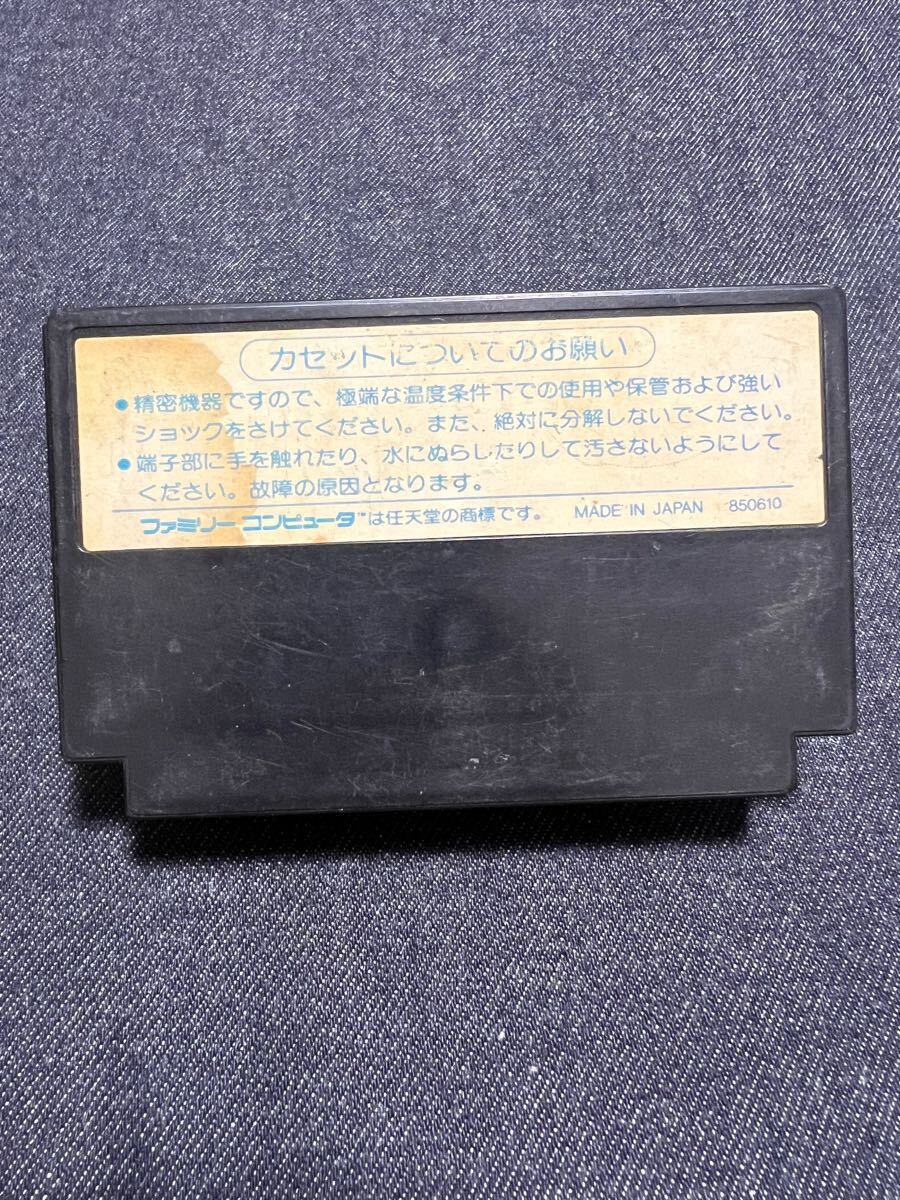 カセットについてのお願い
●精密機器ですので、極端な温度条件下での使用や保管および強い
ショックをさけてください。また、絶対に分解しないでください。
●端子部に手を触れたり、水にぬらしたりして汚さないようにして
ください。故障の原因となります。
ファミリーコンピュータ™は任天堂の商標です。 MADE IN JAPAN 850610